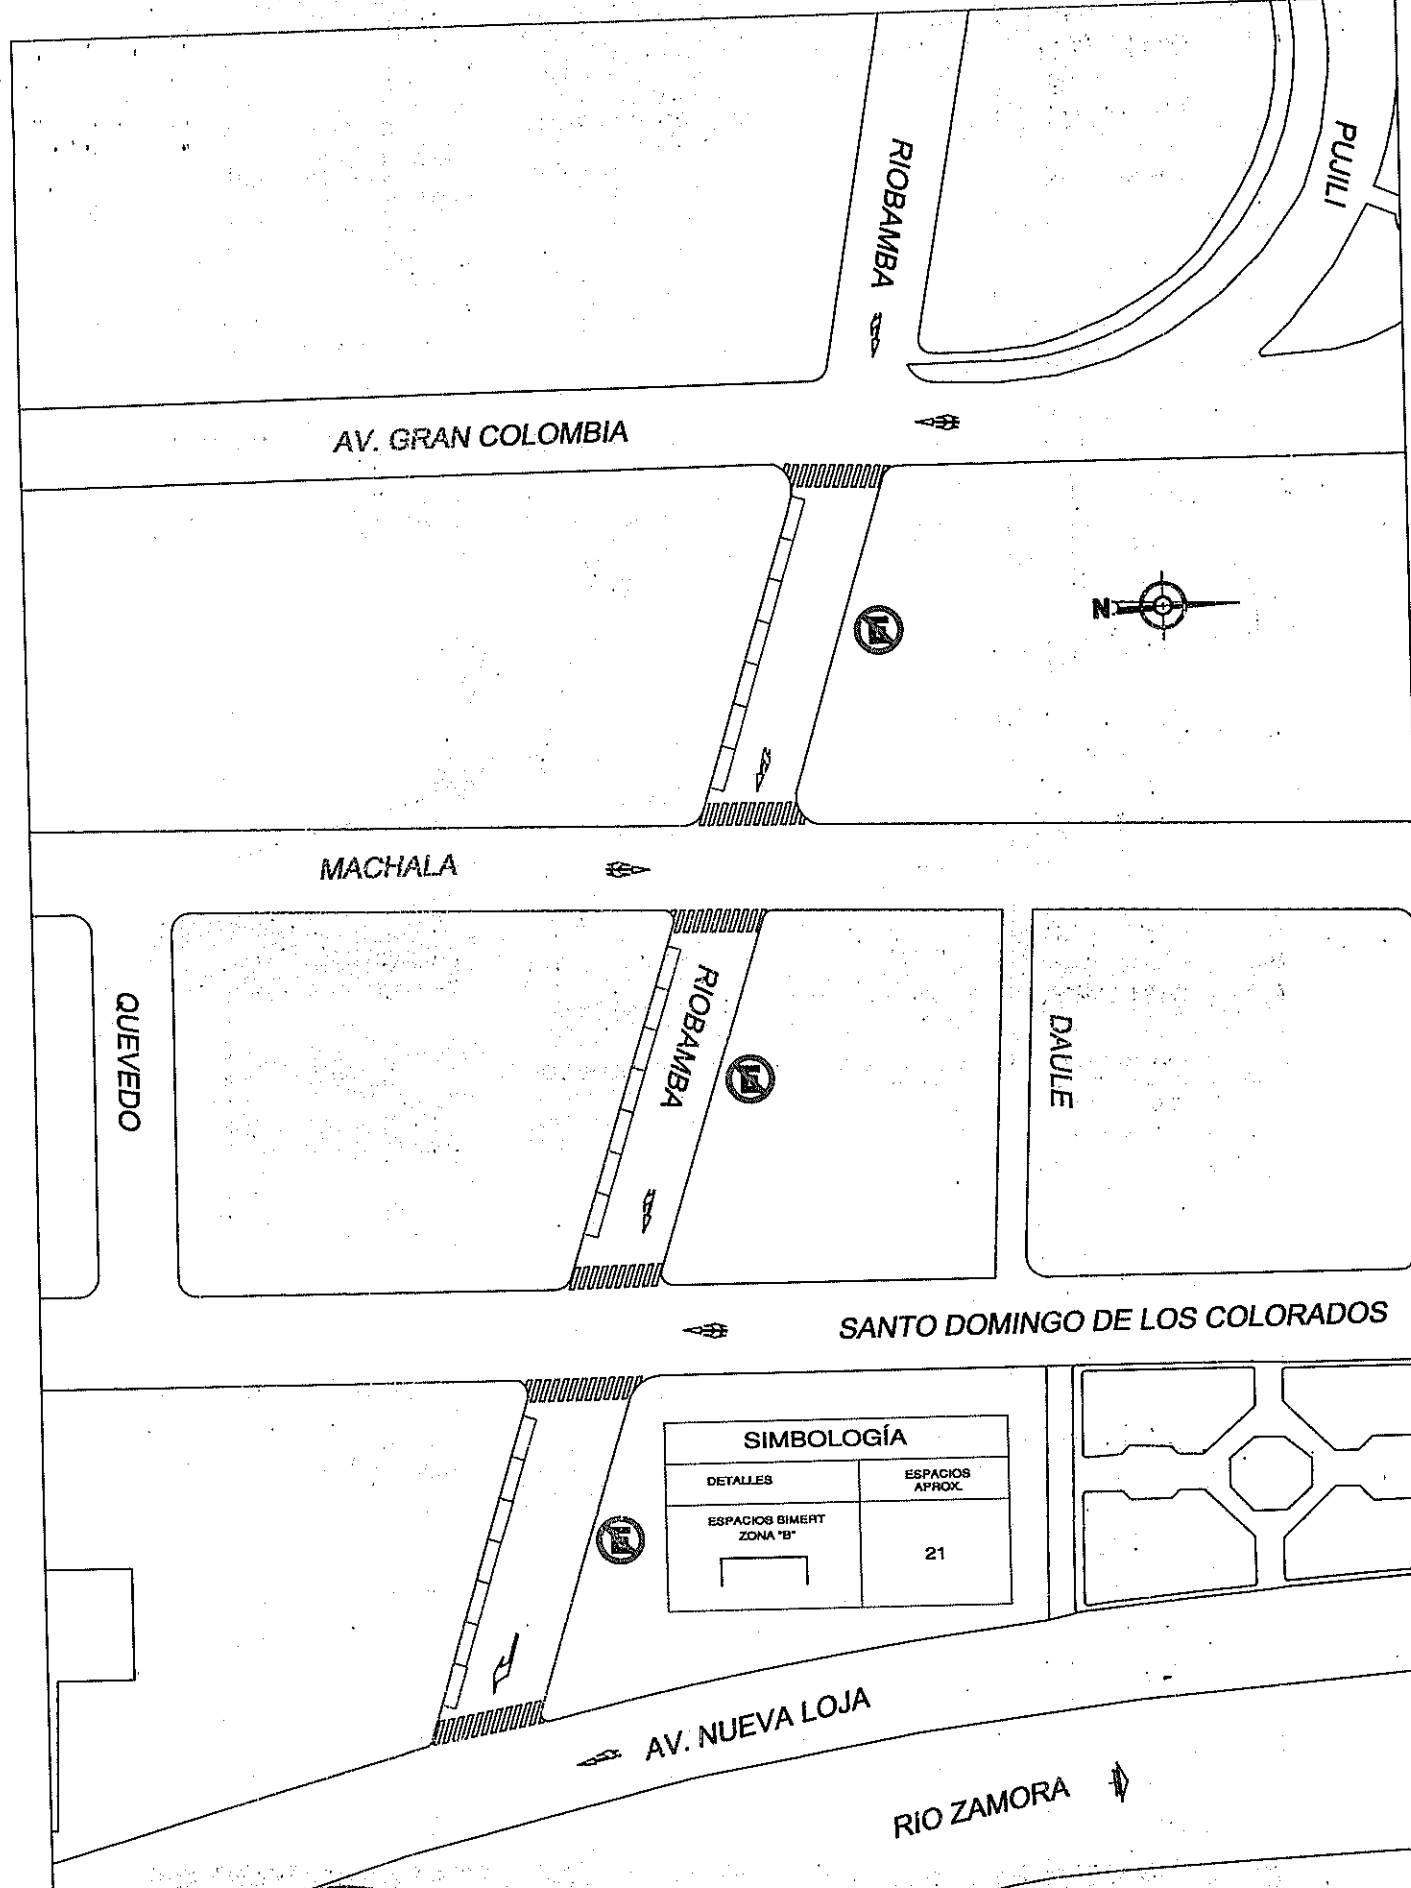 PUJILI
RIOBAMBA
AV. GRAN COLOMBIA
N
MACHALA
RIOBAMBA
QUEVEDO
DAULE
SANTO DOMINGO DE LOS COLORADOS
SIMBOLOGÍA
DETALLES
ESPACIOS
APROX.
ESPACIOS SIMERT
ZONA "B"
21
AV. NUEVA LOJA
RIO ZAMORA